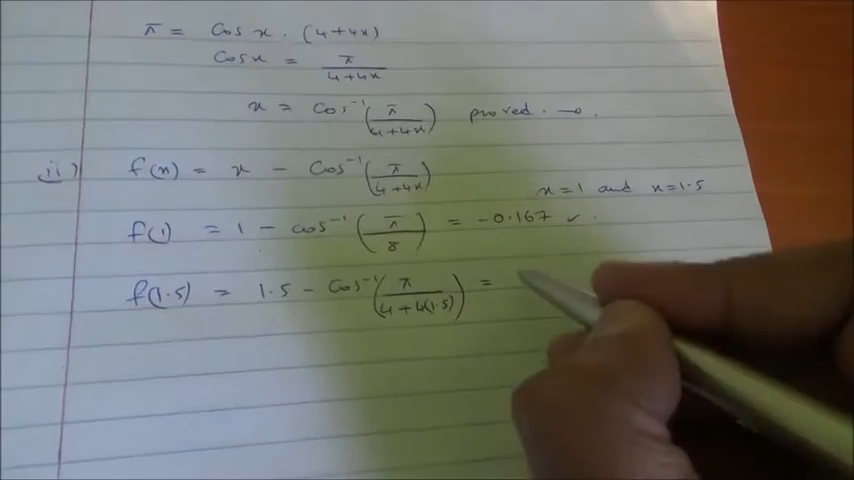 π = Cos x . (4+4x)
Cos x = π/(4+4x)
x = Cos⁻¹(π/(4+4x)) proved.
ii) f(x) = x − Cos⁻¹(π/(4+4x))
x=1 and x=1.5
f(1) = 1 − cos⁻¹(π/8) = -0.167 ✓.
f(1.5) = 1.5 − Cos⁻¹(π/(4+4(1.5))) =